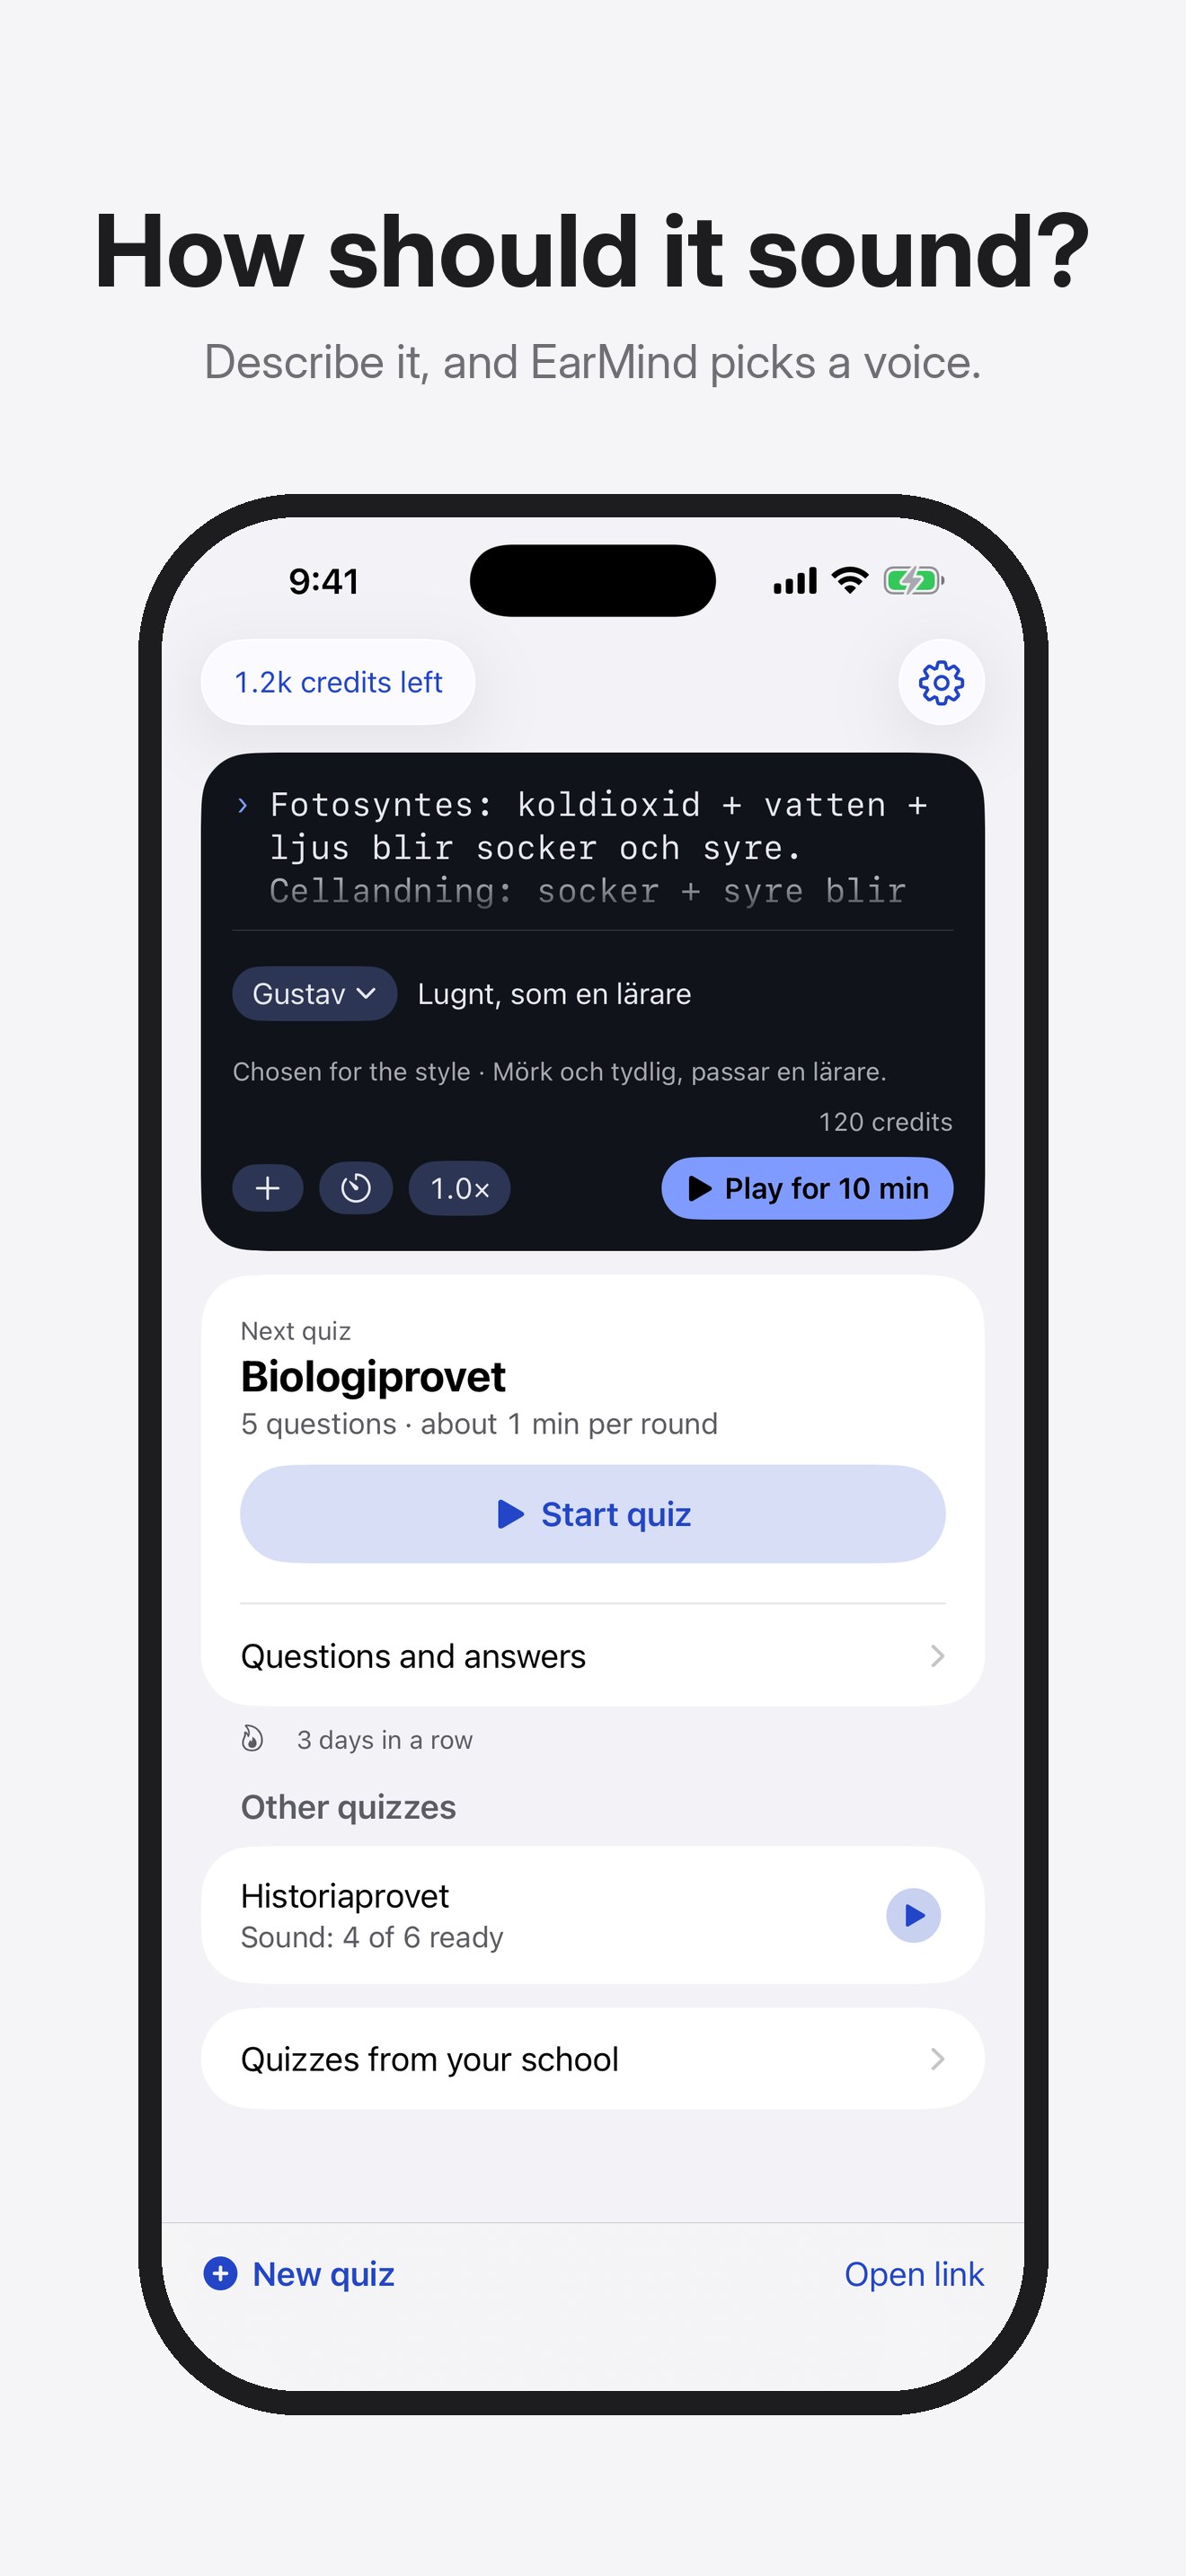 How should it sound?
Describe it, and EarMind picks a voice.
9:41
1.2k credits left
› Fotosyntes: koldioxid + vatten +
ljus blir socker och syre.
Cellandning: socker + syre blir
Gustav Lugnt, som en lärare
Chosen for the style · Mörk och tydlig, passar en lärare.
120 credits
1.0× Play for 10 min
Next quiz
Biologiprovet
5 questions · about 1 min per round
Start quiz
Questions and answers
3 days in a row
Other quizzes
Historiaprovet
Sound: 4 of 6 ready
Quizzes from your school
New quiz Open link